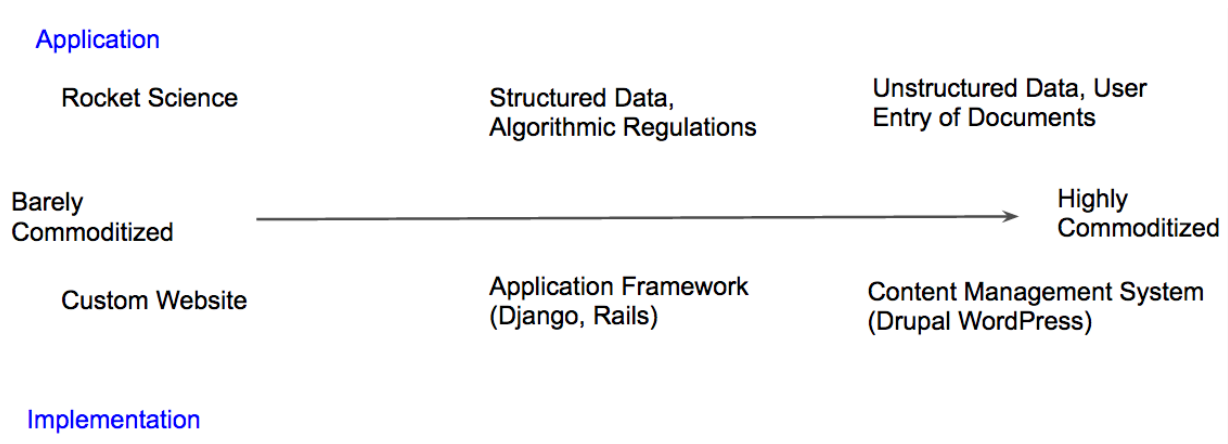 Application
Rocket Science
Structured Data,
Algorithmic Regulations
Unstructured Data, User
Entry of Documents
Barely
Commoditized
Highly
Commoditized
Custom Website
Application Framework
(Django, Rails)
Content Management System
(Drupal WordPress)
Implementation